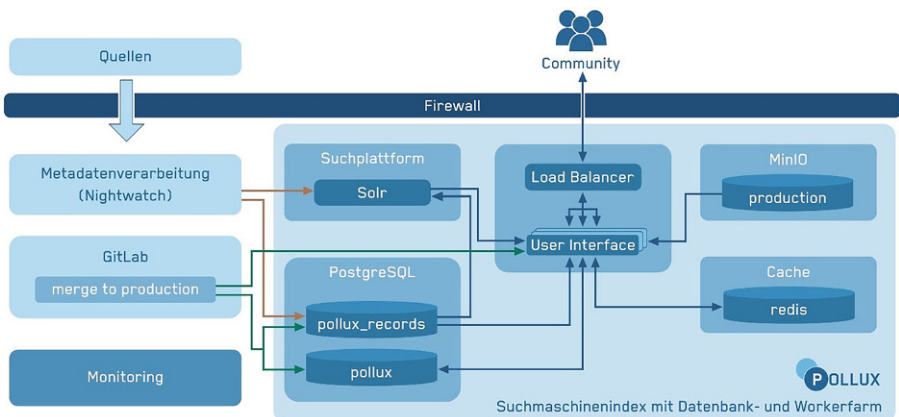 Quellen
Community
Firewall
Metadatenverarbeitung
(Nightwatch)
GitLab
merge to production
Monitoring
Suchplattform
Solr
PostgreSQL
pollux_records
pollux
Load Balancer
User Interface
MinIO
production
Cache
redis
POLLUX
Suchmaschinenindex mit Datenbank- und Workerfarm